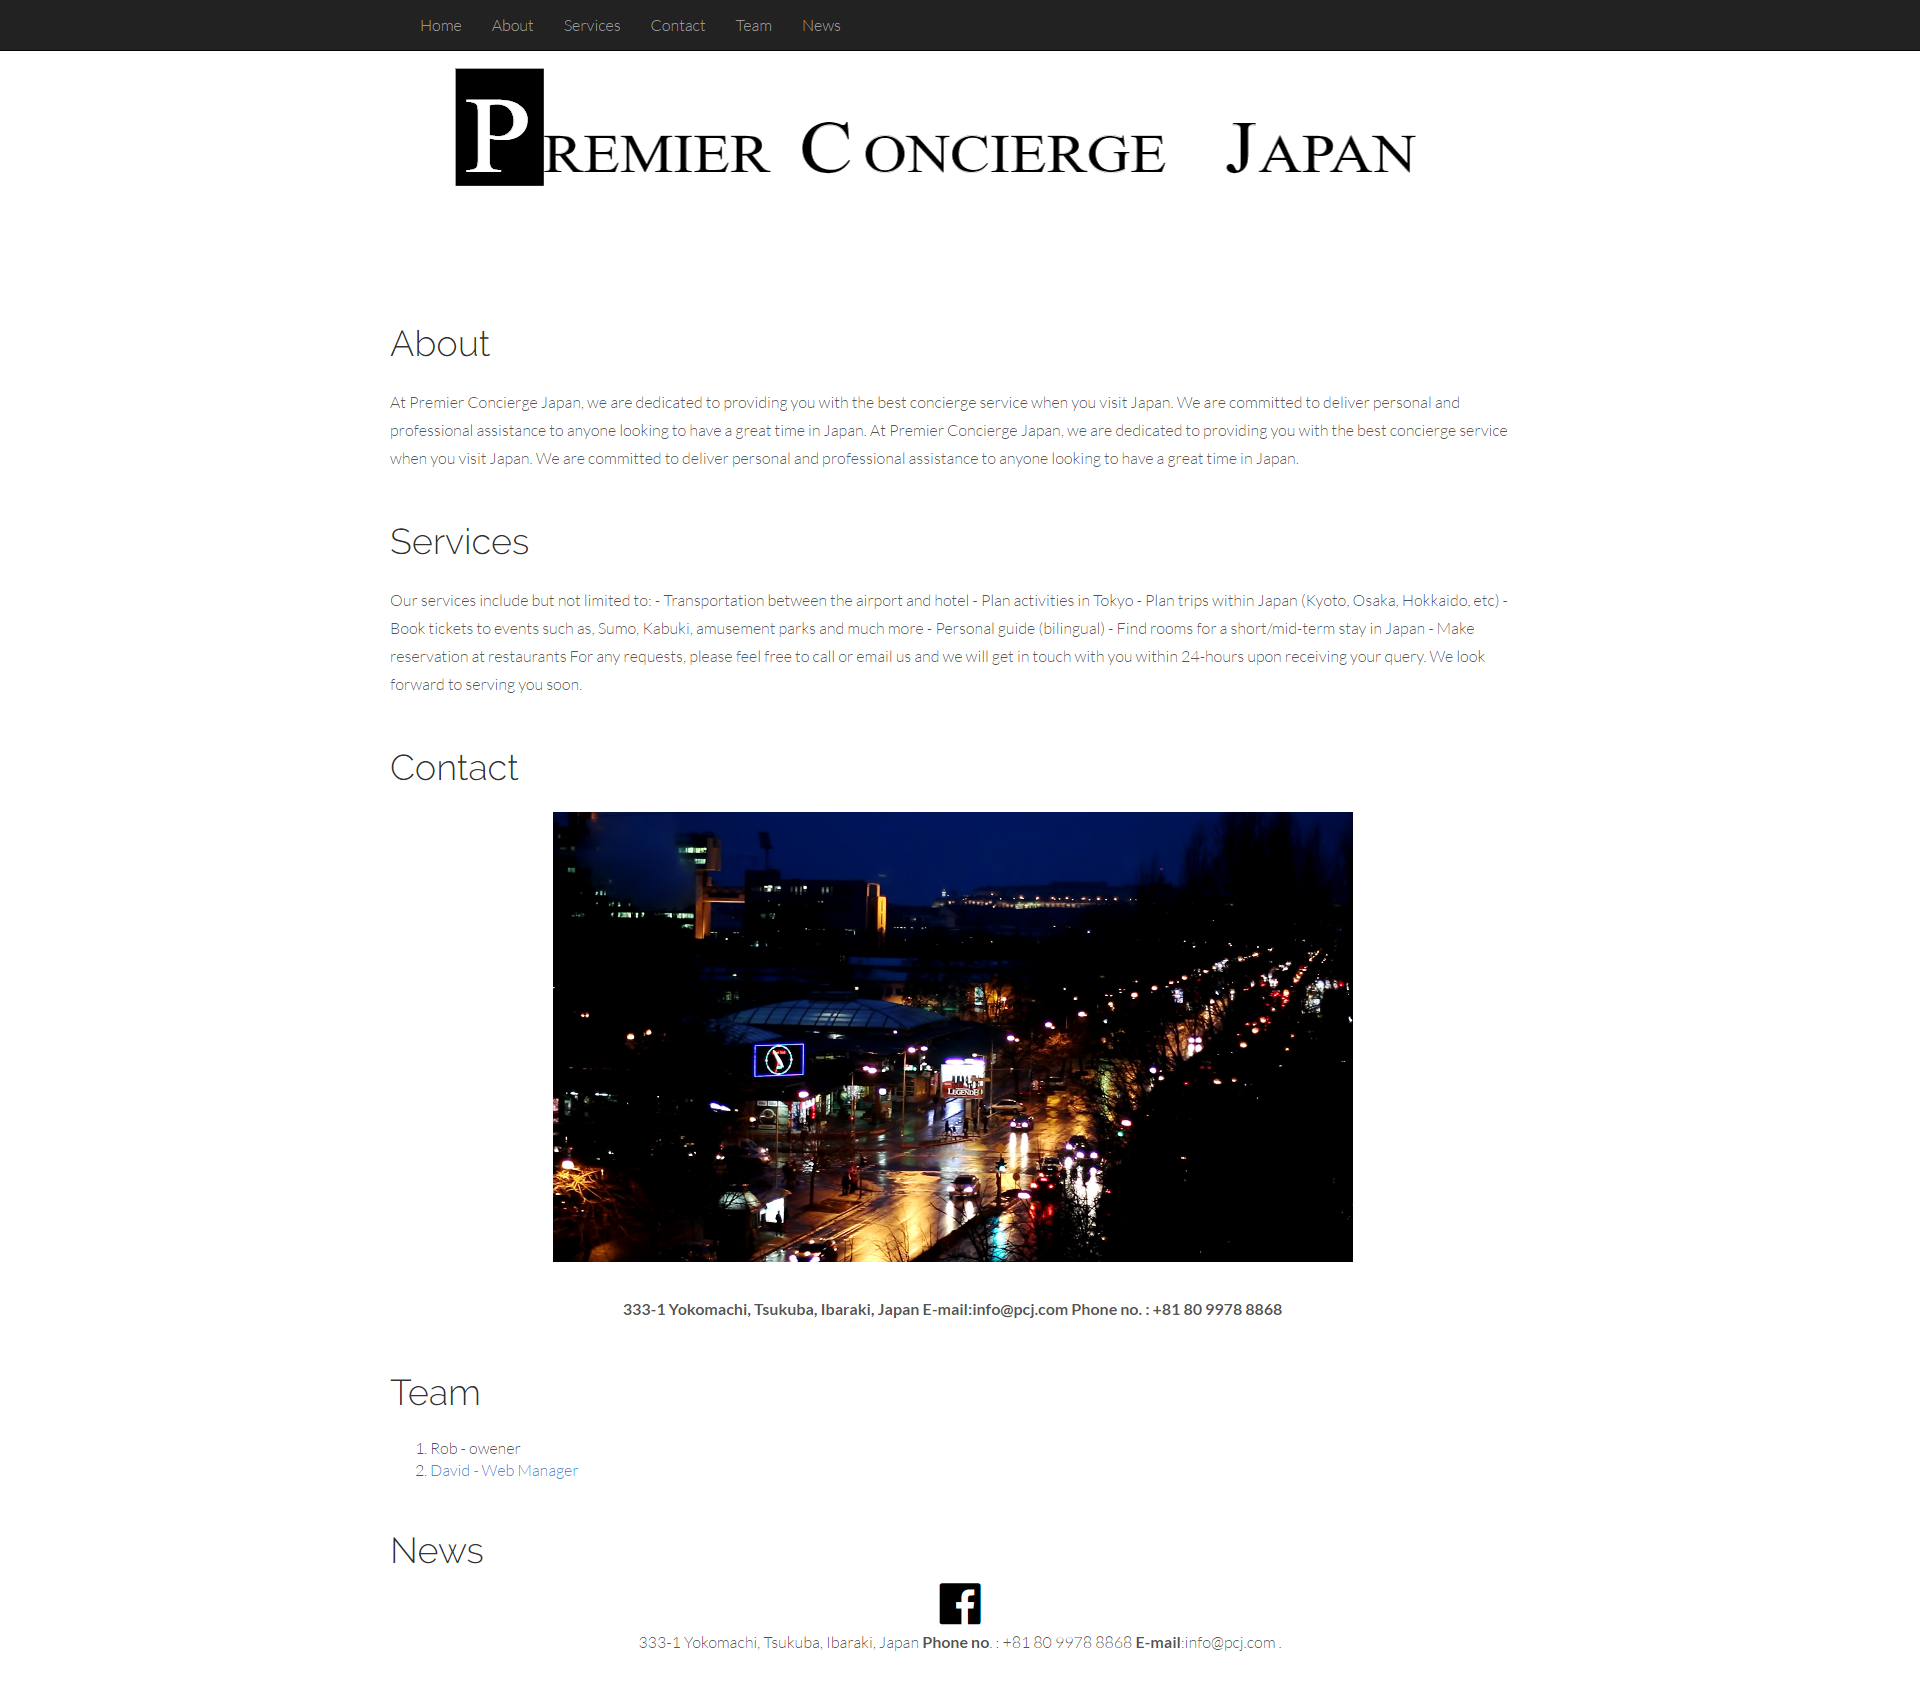 Home About Services Contact Team News
PREMIER CONCIERGE JAPAN
About
At Premier Concierge Japan, we are dedicated to providing you with the best concierge service when you visit Japan. We are committed to deliver personal and
professional assistance to anyone looking to have a great time in Japan. At Premier Concierge Japan, we are dedicated to providing you with the best concierge service
when you visit Japan. We are committed to deliver personal and professional assistance to anyone looking to have a great time in Japan.
Services
Our services include but not limited to: - Transportation between the airport and hotel - Plan activities in Tokyo - Plan trips within Japan (Kyoto, Osaka, Hokkaido, etc) -
Book tickets to events such as, Sumo, Kabuki, amusement parks and much more - Personal guide (bilingual) - Find rooms for a short/mid-term stay in Japan - Make
reservation at restaurants For any requests, please feel free to call or email us and we will get in touch with you within 24-hours upon receiving your query. We look
forward to serving you soon.
Contact
LEGENDE
333-1 Yokomachi, Tsukuba, Ibaraki, Japan E-mail:info@pcj.com Phone no. : +81 80 9978 8868
Team
1. Rob - owener
2. David - Web Manager
News
333-1 Yokomachi, Tsukuba, Ibaraki, Japan Phone no. : +81 80 9978 8868 E-mail:info@pcj.com .